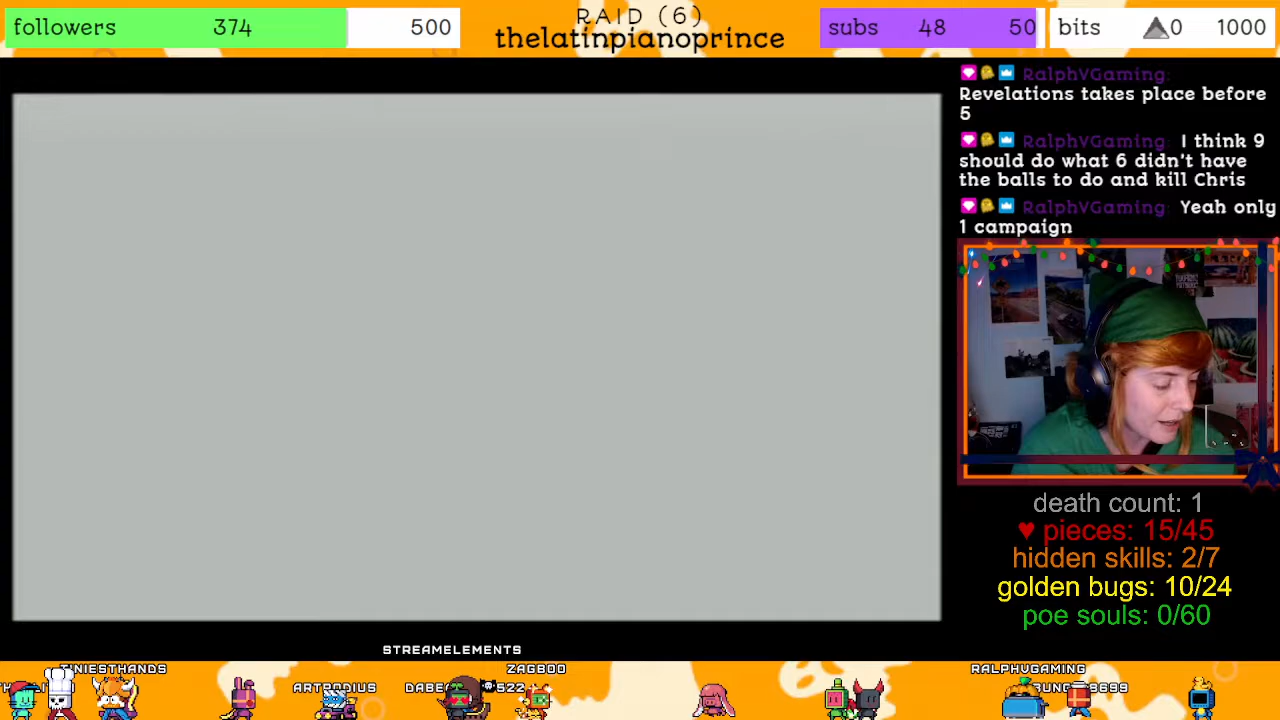 followers 374 500
RAID (6)
thelatinpianoprince
subs 48 50
bits 0 1000
RalphVGaming:
Revelations takes place before
5
RalphVGaming: I think 9
should do what 6 didn't have
the balls to do and kill Chris
RalphVGaming: Yeah only
1 campaign
death count: 1
♥ pieces: 15/45
hidden skills: 2/7
golden bugs: 10/24
poe souls: 0/60
STREAMELEMENTS
TINIESTHANDS
ZAGBOO
RALPHVGAMING
ARTRODIUS